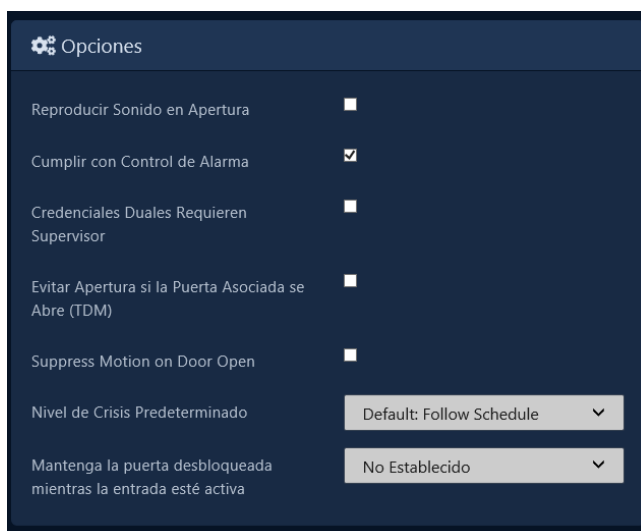 Opciones
Reproducir Sonido en Apertura
Cumplir con Control de Alarma
Credenciales Duales Requieren
Supervisor
Evitar Apertura si la Puerta Asociada se
Abre (TDM)
Suppress Motion on Door Open
Nivel de Crisis Predeterminado
Default: Follow Schedule
Mantenga la puerta desbloqueada
mientras la entrada esté activa
No Establecido